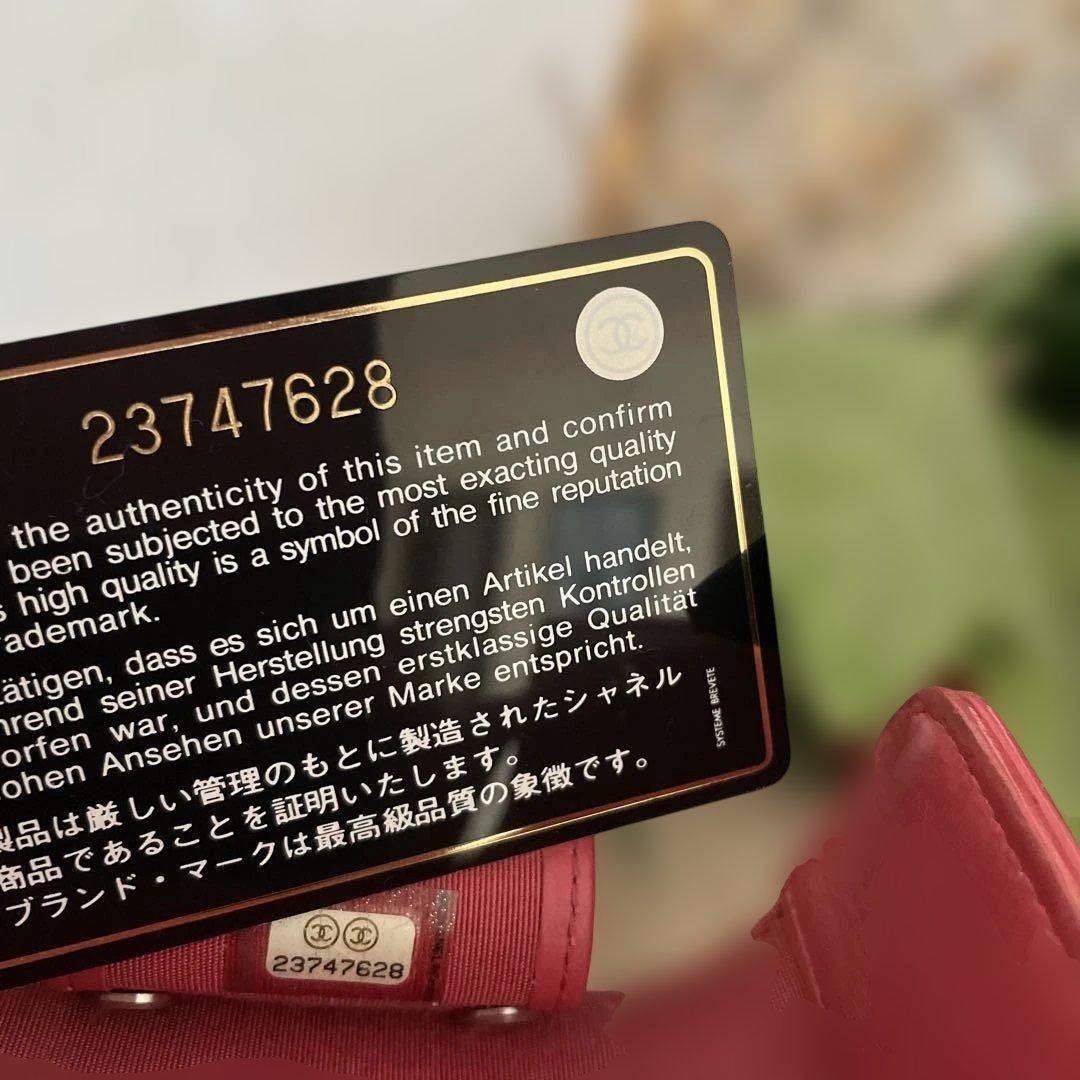 23747628
the authenticity of this item and confirm
been subjected to the most exacting quality
s high quality is a symbol of the fine reputation
rademark.
tätigen, dass es sich um einen Artikel handelt,
hrend seiner Herstellung strengsten Kontrollen
orfen war, und dessen erstklassige Qualität
ohen Ansehen unserer Marke entspricht.
製品は厳しい管理のもとに製造されたシャネル
商品であることを証明いたします。
ブランド・マークは最高級品質の象徴です。
SYSTEME BREVETE
23747628